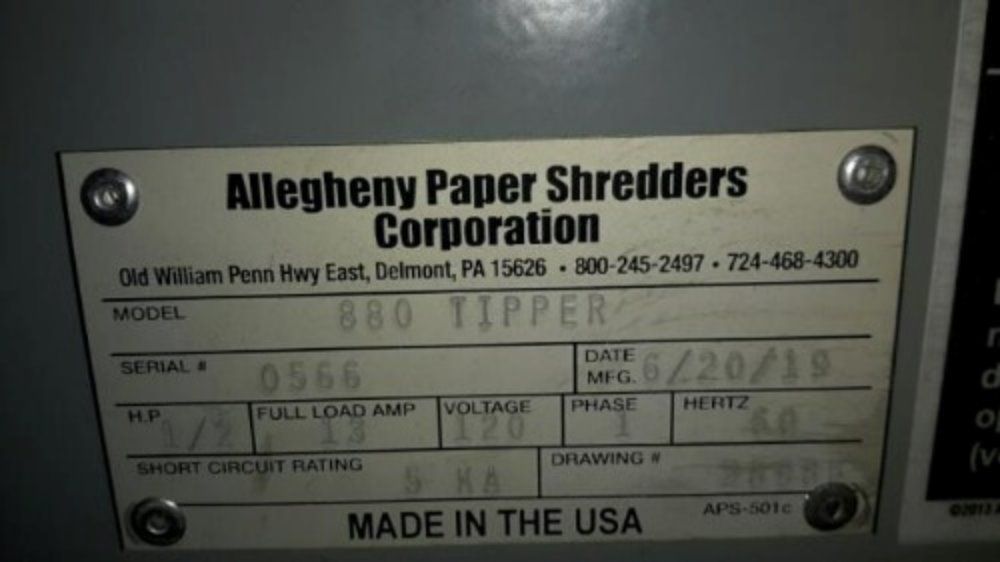 Allegheny Paper Shredders
Corporation
Old William Penn Hwy East, Delmont, PA 15626 • 800-245-2497 • 724-468-4300
MODEL 880 TIPPER
SERIAL # 0566 DATE MFG. 6/20/19
H.P. 1/2 FULL LOAD AMP 13 VOLTAGE 120 PHASE 1 HERTZ 60
SHORT CIRCUIT RATING 5 KA DRAWING #
MADE IN THE USA APS-501c